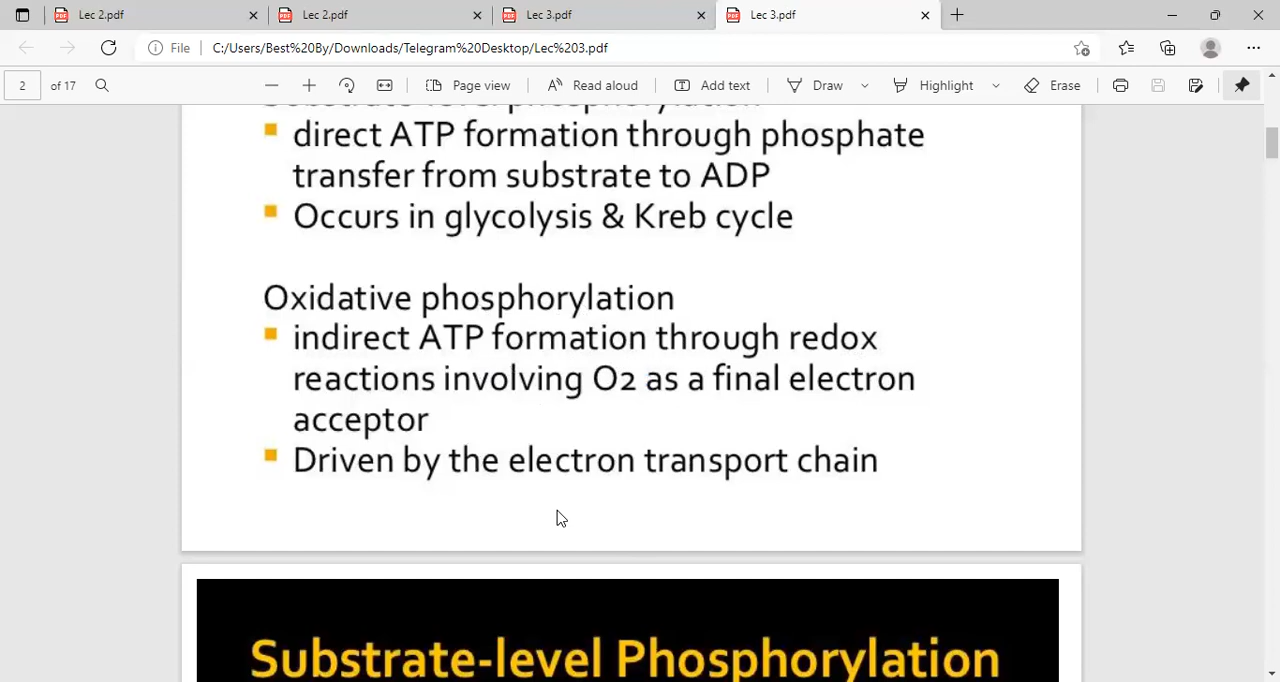 Lec 2.pdf
Lec 2.pdf
Lec 3.pdf
Lec 3.pdf
File
C:/Users/Best%20By/Downloads/Telegram%20Desktop/Lec%203.pdf
2 of 17
Page view
Read aloud
Add text
Draw
Highlight
Erase
Substrate-level phosphorylation
direct ATP formation through phosphate
transfer from substrate to ADP
Occurs in glycolysis & Kreb cycle
Oxidative phosphorylation
indirect ATP formation through redox
reactions involving O2 as a final electron
acceptor
Driven by the electron transport chain
Substrate-level Phosphorylation